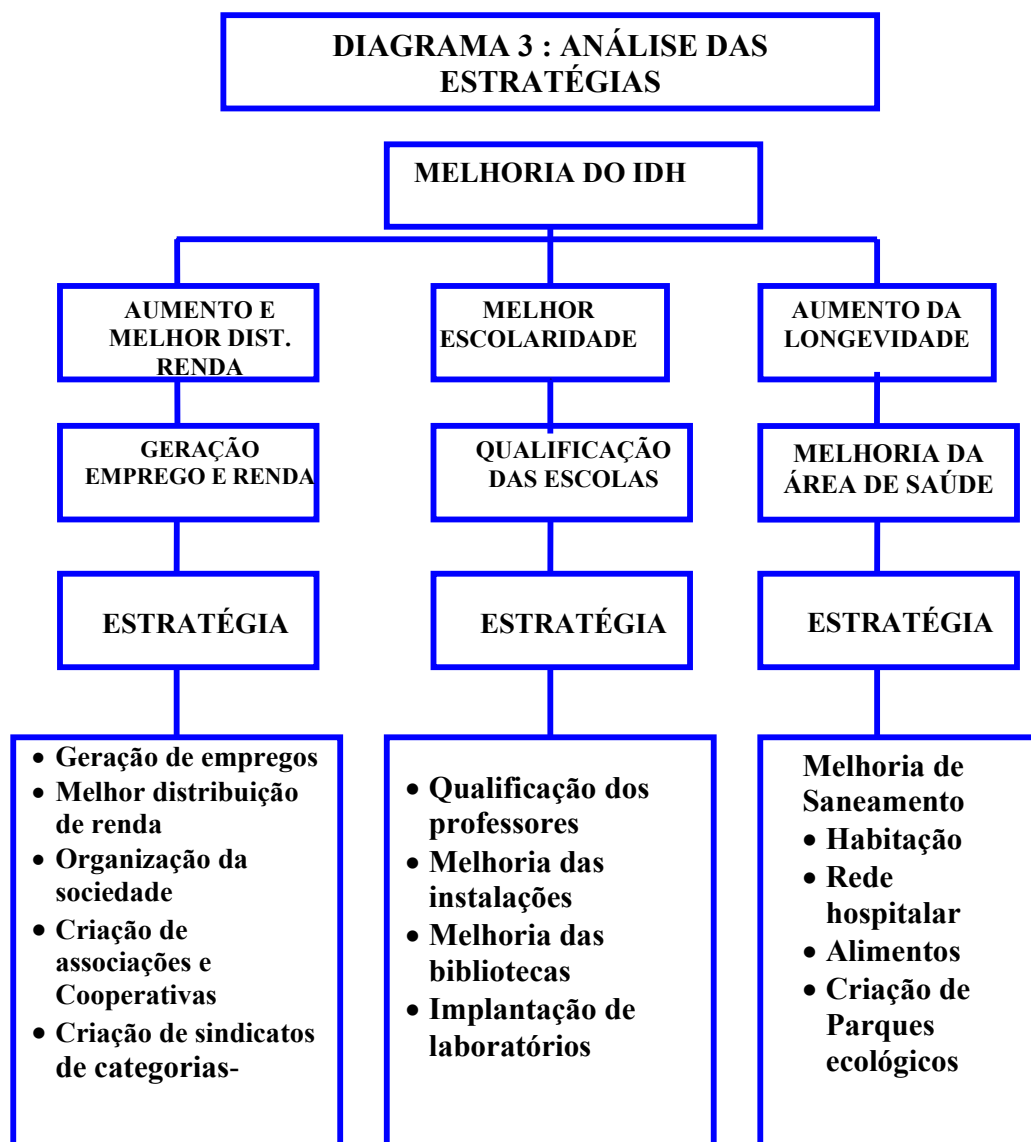 DIAGRAMA 3 : ANÁLISE DAS
ESTRATÉGIAS
MELHORIA DO IDH
AUMENTO E
MELHOR DIST.
RENDA
MELHOR
ESCOLARIDADE
AUMENTO DA
LONGEVIDADE
GERAÇÃO
EMPREGO E RENDA
QUALIFICAÇÃO
DAS ESCOLAS
MELHORIA DA
ÁREA DE SAÚDE
ESTRATÉGIA
ESTRATÉGIA
ESTRATÉGIA
• Geração de empregos
• Melhor distribuição
de renda
• Organização da
sociedade
• Criação de
associações e
Cooperativas
• Criação de sindicatos
de categorias-
• Qualificação dos
professores
• Melhoria das
instalações
• Melhoria das
bibliotecas
• Implantação de
laboratórios
Melhoria de
Saneamento
• Habitação
• Rede
hospitalar
• Alimentos
• Criação de
Parques
ecológicos